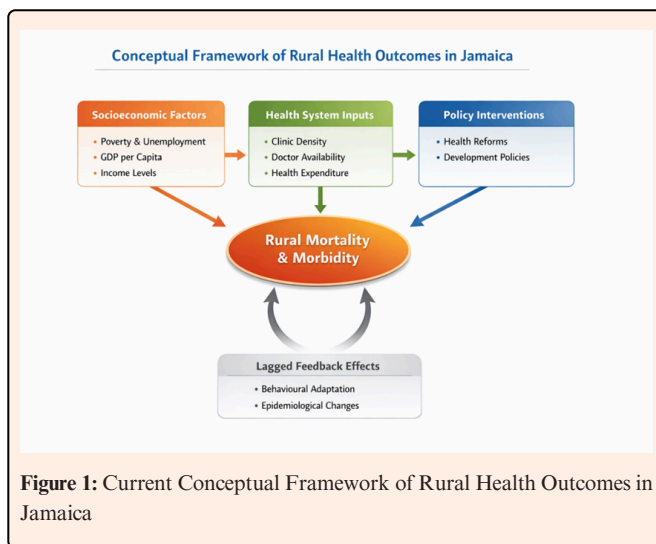 Conceptual Framework of Rural Health Outcomes in Jamaica
Socioeconomic Factors
• Poverty & Unemployment
• GDP per Capita
• Income Levels
Health System Inputs
• Clinic Density
• Doctor Availability
• Health Expenditure
Policy Interventions
• Health Reforms
• Development Policies
Rural Mortality
& Morbidity
Lagged Feedback Effects
• Behavioural Adaptation
• Epidemiological Changes
Figure 1: Current Conceptual Framework of Rural Health Outcomes in
Jamaica